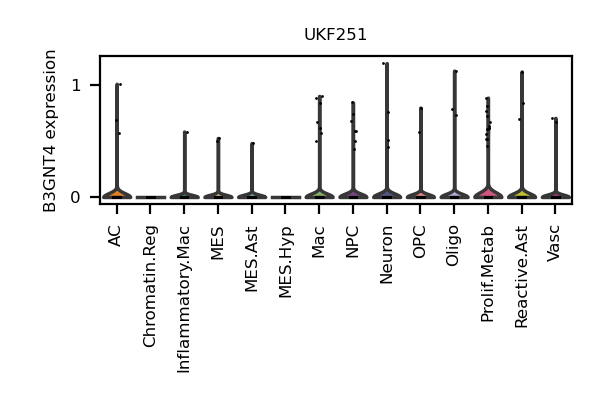 UKF251
B3GNT4 expression
1
0
AC
Chromatin.Reg
Inflammatory.Mac
MES
MES.Ast
MES.Hyp
Mac
NPC
Neuron
OPC
Oligo
Prolif.Metab
Reactive.Ast
Vasc